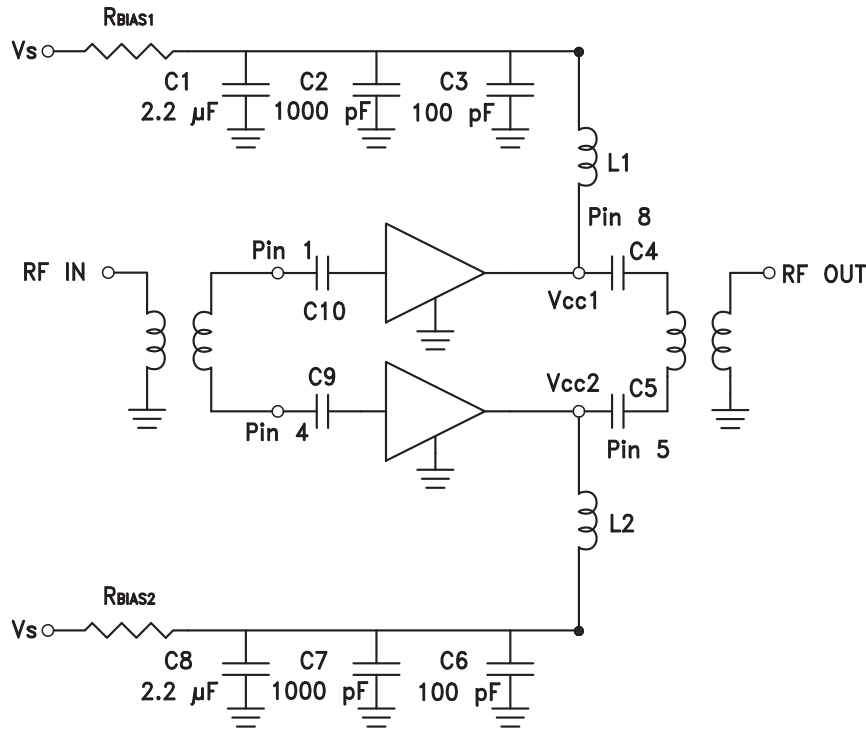 RBIAS1
Vs
C1
2.2 µF
C2
1000 pF
C3
100 pF
L1
Pin 8
RF IN
Pin 1
C10
C4
Vcc1
RF OUT
C9
Pin 4
Vcc2
C5
Pin 5
L2
RBIAS2
Vs
C8
2.2 µF
C7
1000 pF
C6
100 pF